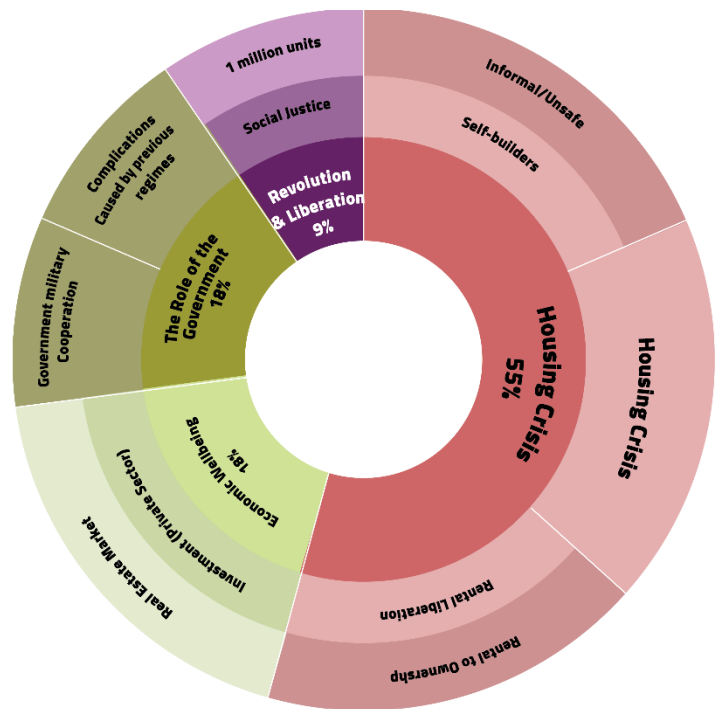 1 million units
Social Justice
Revolution
& Liberation
9%
Informal/Unsafe
Self-builders
Housing Crisis
55%
Housing Crisis
Rental Liberation
Rental to Ownershp
Economic Wellbeing
18%
Investment (Private Sector)
Real Estate Market
The Role of the
Government
18%
Government military
Cooperation
Complications
Caused by previous
regimes